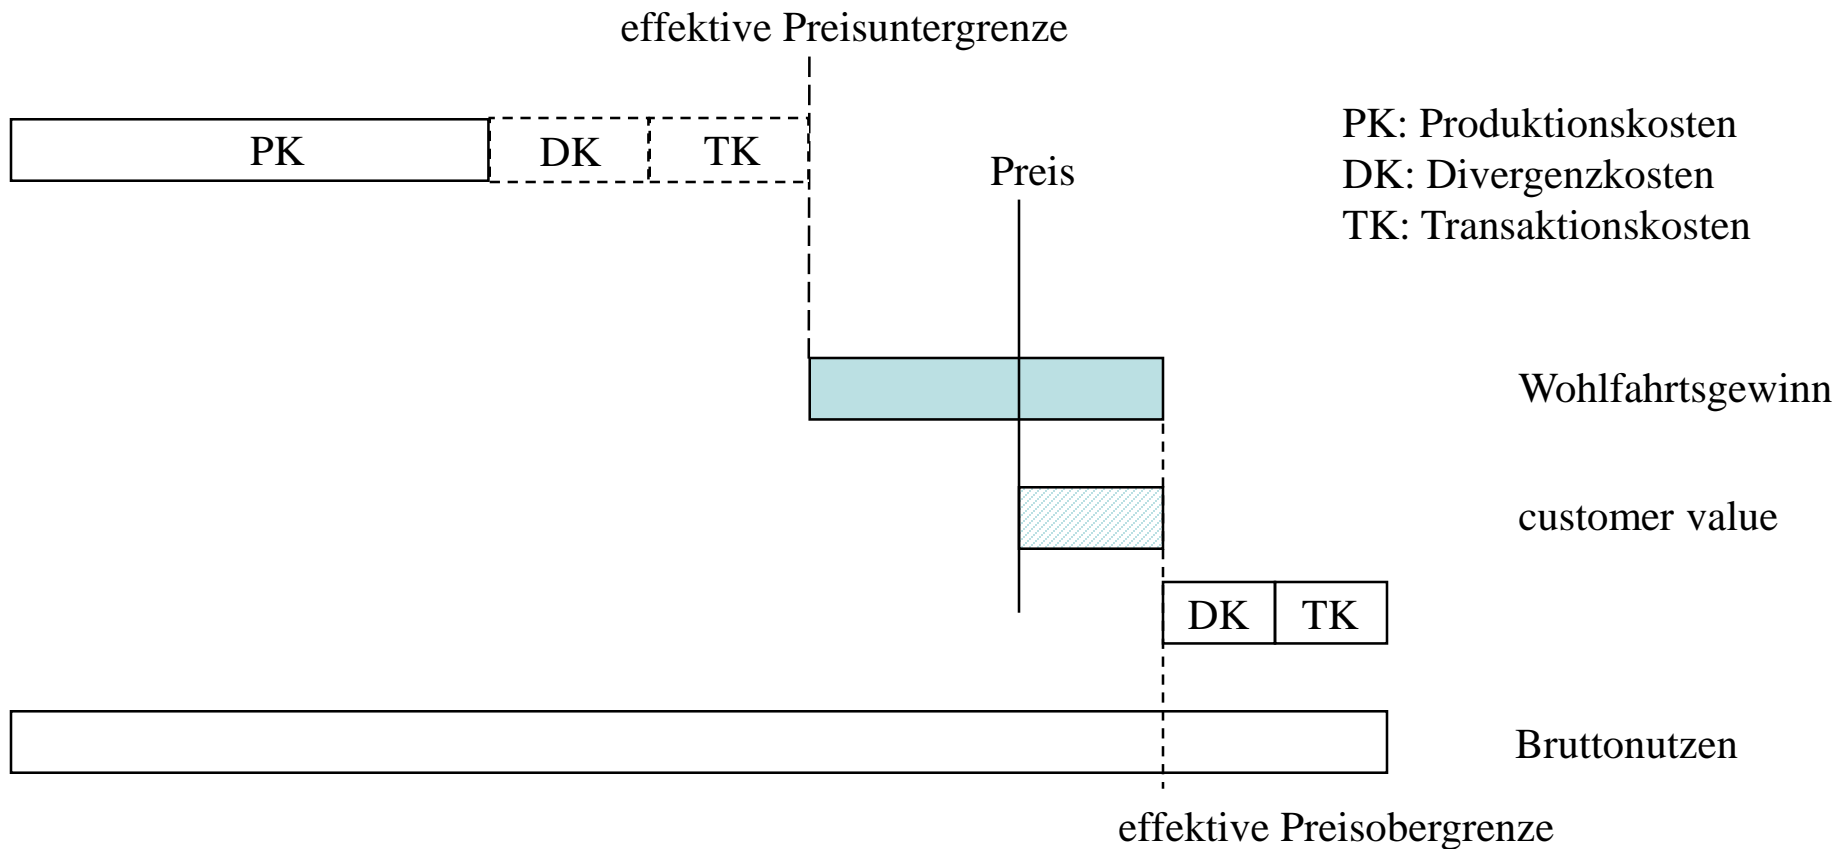 effektive Preisuntergrenze
PK DK TK
PK: Produktionskosten
DK: Divergenzkosten
TK: Transaktionskosten
Preis
Wohlfahrtsgewinn
customer value
DK TK
Bruttonutzen
effektive Preisobergrenze